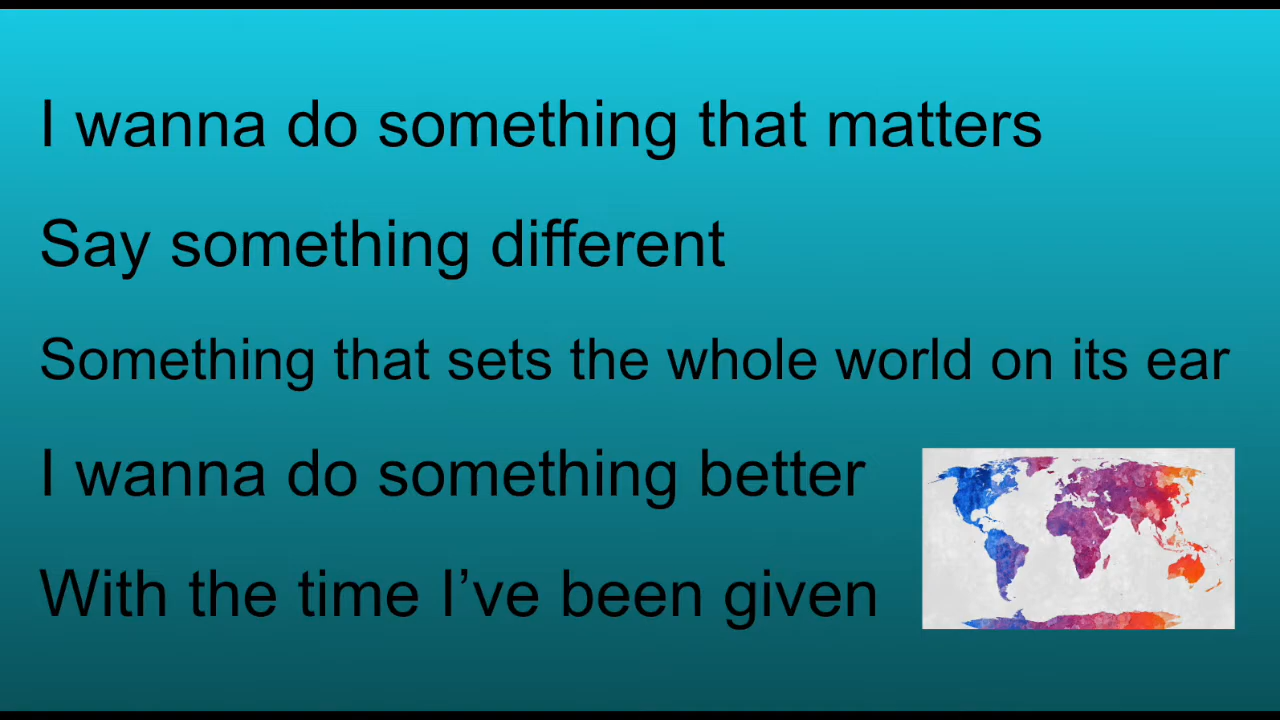 I wanna do something that matters
Say something different
Something that sets the whole world on its ear
I wanna do something better
With the time I’ve been given